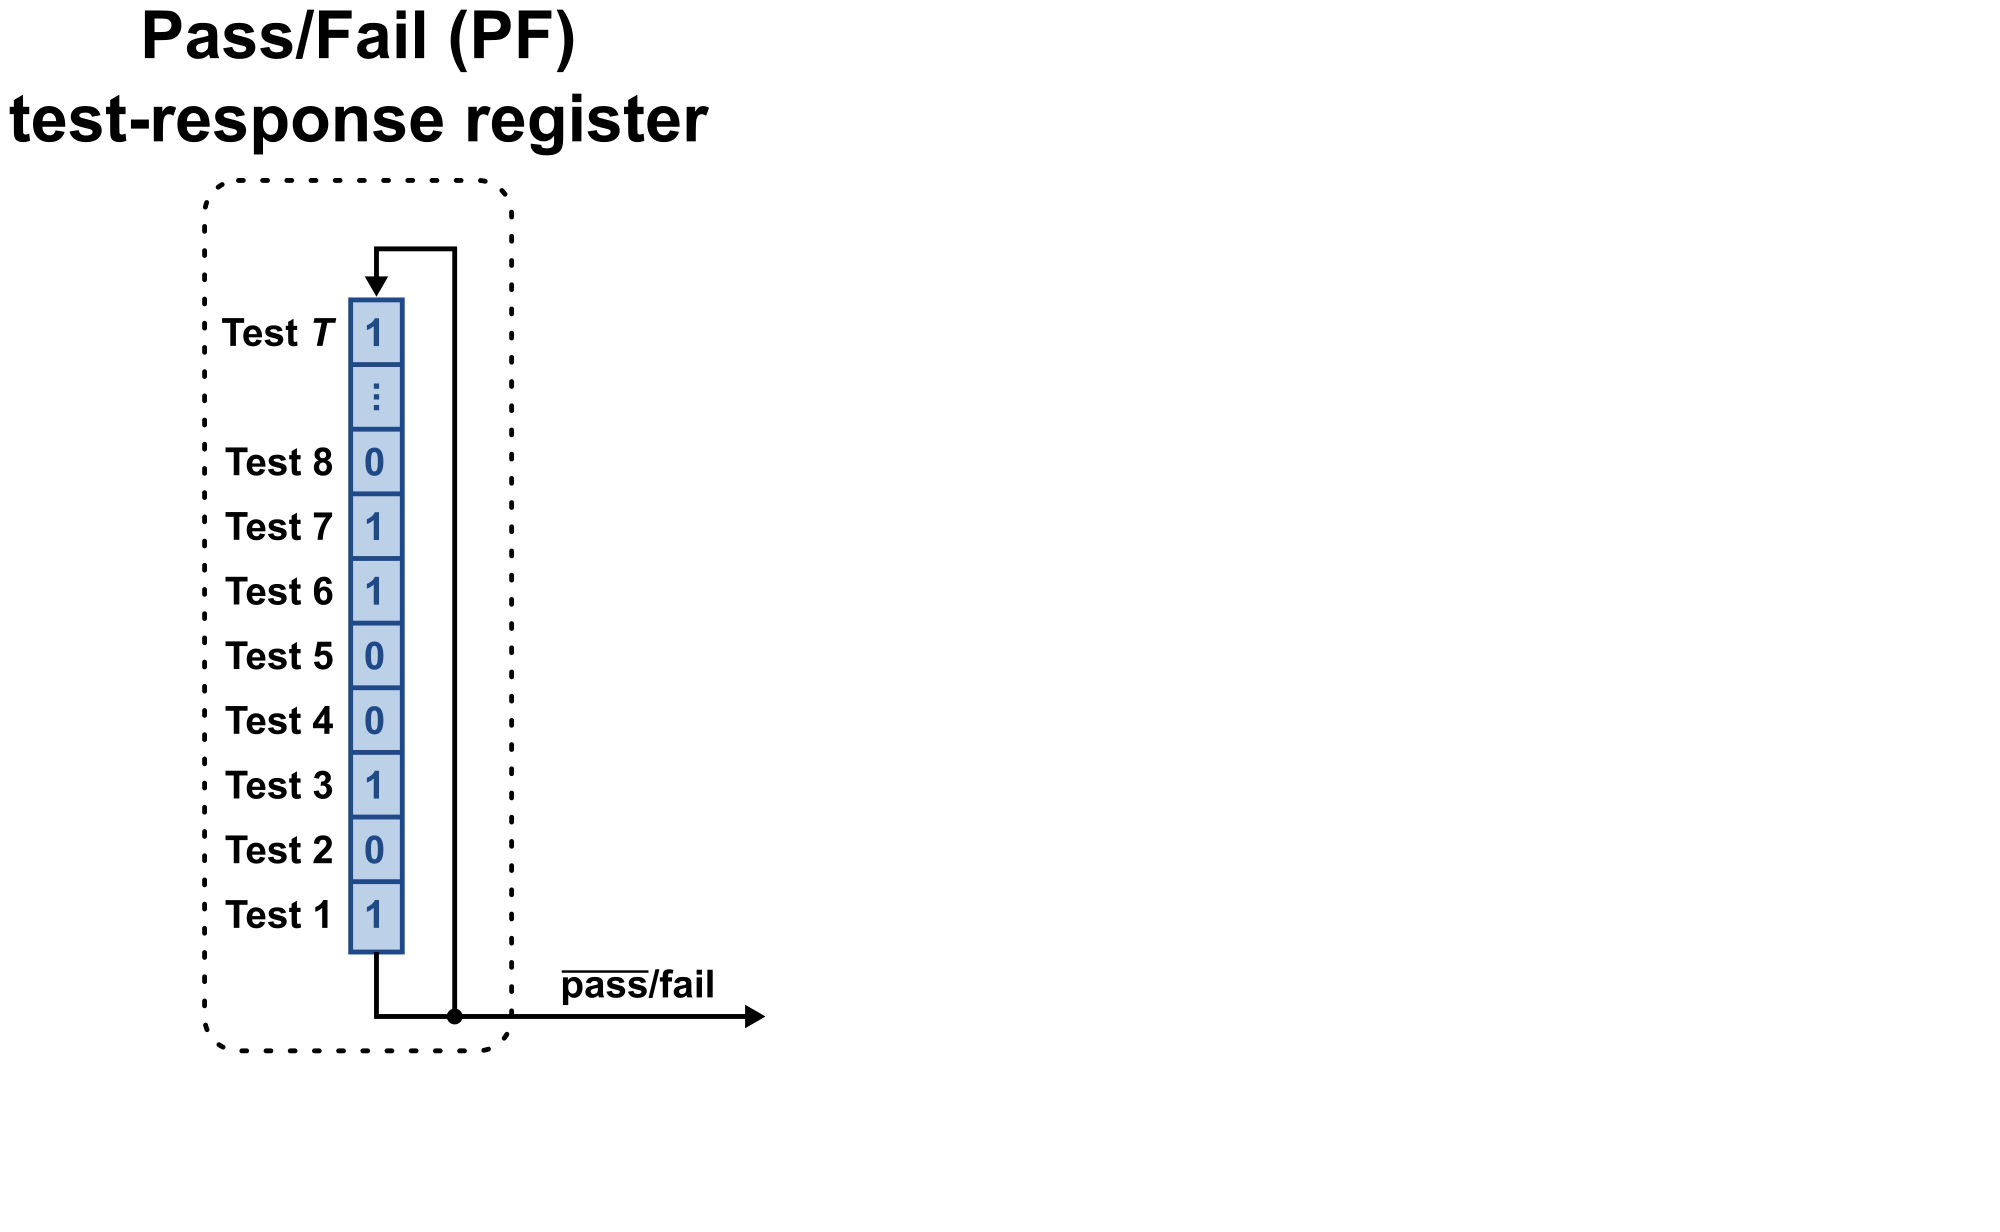 Pass/Fail (PF)
test-response register
Test T 1
⋮
Test 8 0
Test 7 1
Test 6 1
Test 5 0
Test 4 0
Test 3 1
Test 2 0
Test 1 1
pass/fail